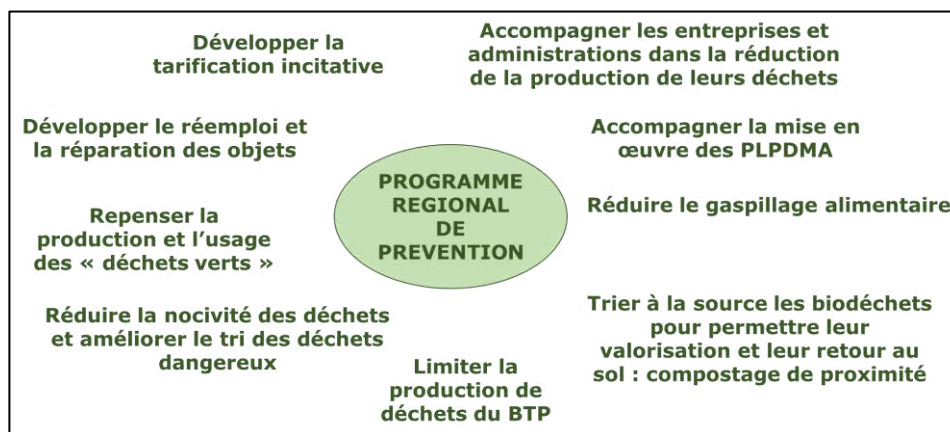 Développer la
tarification incitative
Accompagner les entreprises et
administrations dans la réduction
de la production de leurs déchets
Développer le réemploi et
la réparation des objets
Accompagner la mise en
œuvre des PLPDMA
PROGRAMME
REGIONAL
DE
PREVENTION
Réduire le gaspillage alimentaire
Repenser la
production et l’usage
des « déchets verts »
Réduire la nocivité des déchets
et améliorer le tri des déchets
dangereux
Limiter la
production de
déchets du BTP
Trier à la source les biodéchets
pour permettre leur
valorisation et leur retour au
sol : compostage de proximité